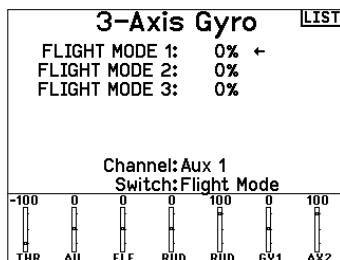 3-Axis Gyro
LIST
FLIGHT MODE 1: 0% ←
FLIGHT MODE 2: 0%
FLIGHT MODE 3: 0%
Channel: Aux 1
Switch: Flight Mode
-100 0 0 0 100 0 100
THR AIL ELE RUD RUD GY1 AX2